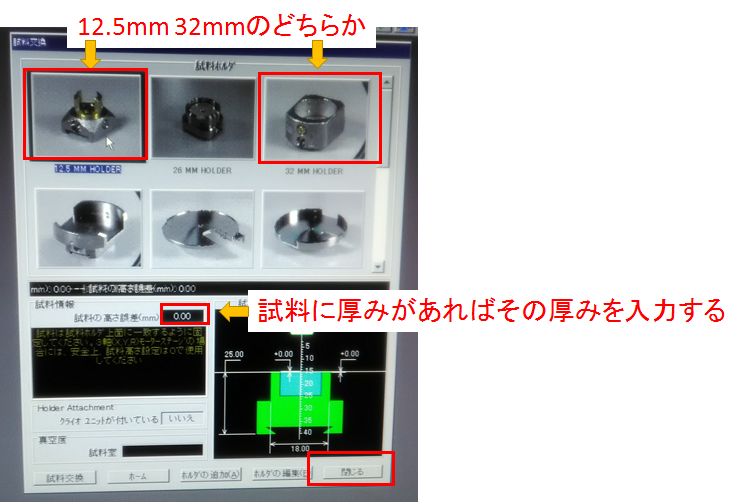 12.5mm 32mmのどちらか
試料交換
試料ホルダ
12.5 MM HOLDER
26 MM HOLDER
32 MM HOLDER
mm): 0.00 --- 試料の高さ誤差(mm): 0.00
試料情報
試料の高さ誤差(mm) 0.00
試料に厚みがあればその厚みを入力する
試料は試料ホルダ上面に一致するように固
定してください。3軸(X,Y,R)モーターステージの場
合には、安全上、試料高さ設定は0で使用
してください
-5
-10
25.00 +0.00 +0.00
-15
-20
-25
-30
-35
-40
18.00
Holder Attachment
クライオ ユニットが付いている いいえ
真空度
試料室
試料交換 ホーム ホルダの追加(A) ホルダの編集(E) 閉じる